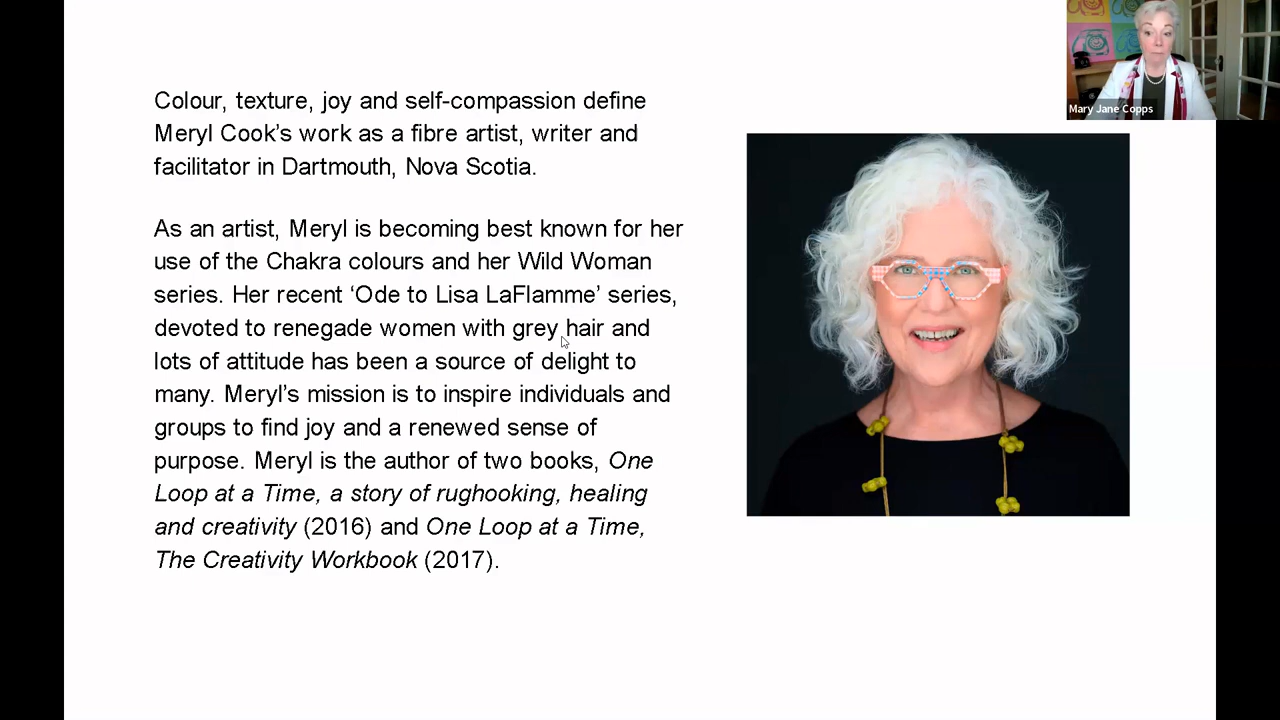 Colour, texture, joy and self-compassion define
Meryl Cook’s work as a fibre artist, writer and
facilitator in Dartmouth, Nova Scotia.
As an artist, Meryl is becoming best known for her
use of the Chakra colours and her Wild Woman
series. Her recent ‘Ode to Lisa LaFlamme’ series,
devoted to renegade women with grey hair and
lots of attitude has been a source of delight to
many. Meryl’s mission is to inspire individuals and
groups to find joy and a renewed sense of
purpose. Meryl is the author of two books, One
Loop at a Time, a story of rughooking, healing
and creativity (2016) and One Loop at a Time,
The Creativity Workbook (2017).
Mary Jane Copps